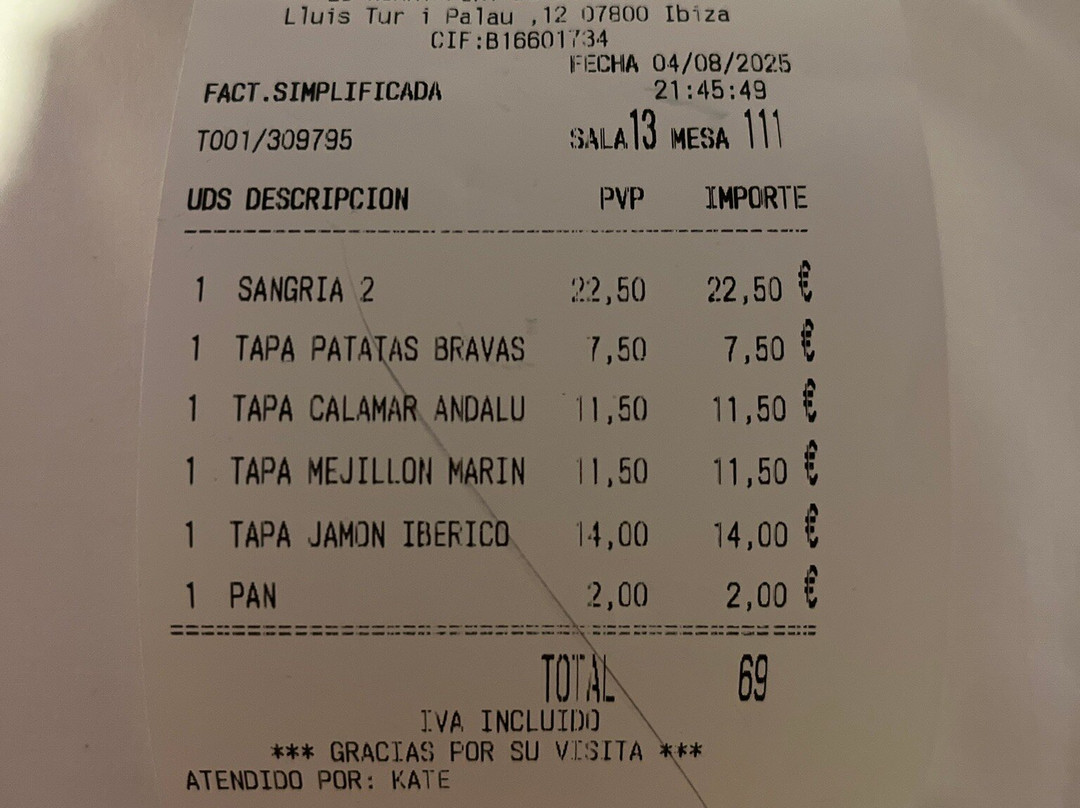 Lluis Tur i Palau ,12 07800 Ibiza
CIF:B16601734
FECHA 04/08/2025
FACT.SIMPLIFICADA 21:45:49
T001/309795 SALA 13 MESA 111
UDS DESCRIPCION PVP IMPORTE
1 SANGRIA 2 22,50 22,50 €
1 TAPA PATATAS BRAVAS 7,50 7,50 €
1 TAPA CALAMAR ANDALU 11,50 11,50 €
1 TAPA MEJILLON MARIN 11,50 11,50 €
1 TAPA JAMON IBERICO 14,00 14,00 €
1 PAN 2,00 2,00 €
TOTAL 69
IVA INCLUIDO
*** GRACIAS POR SU VISITA ***
ATENDIDO POR: KATE